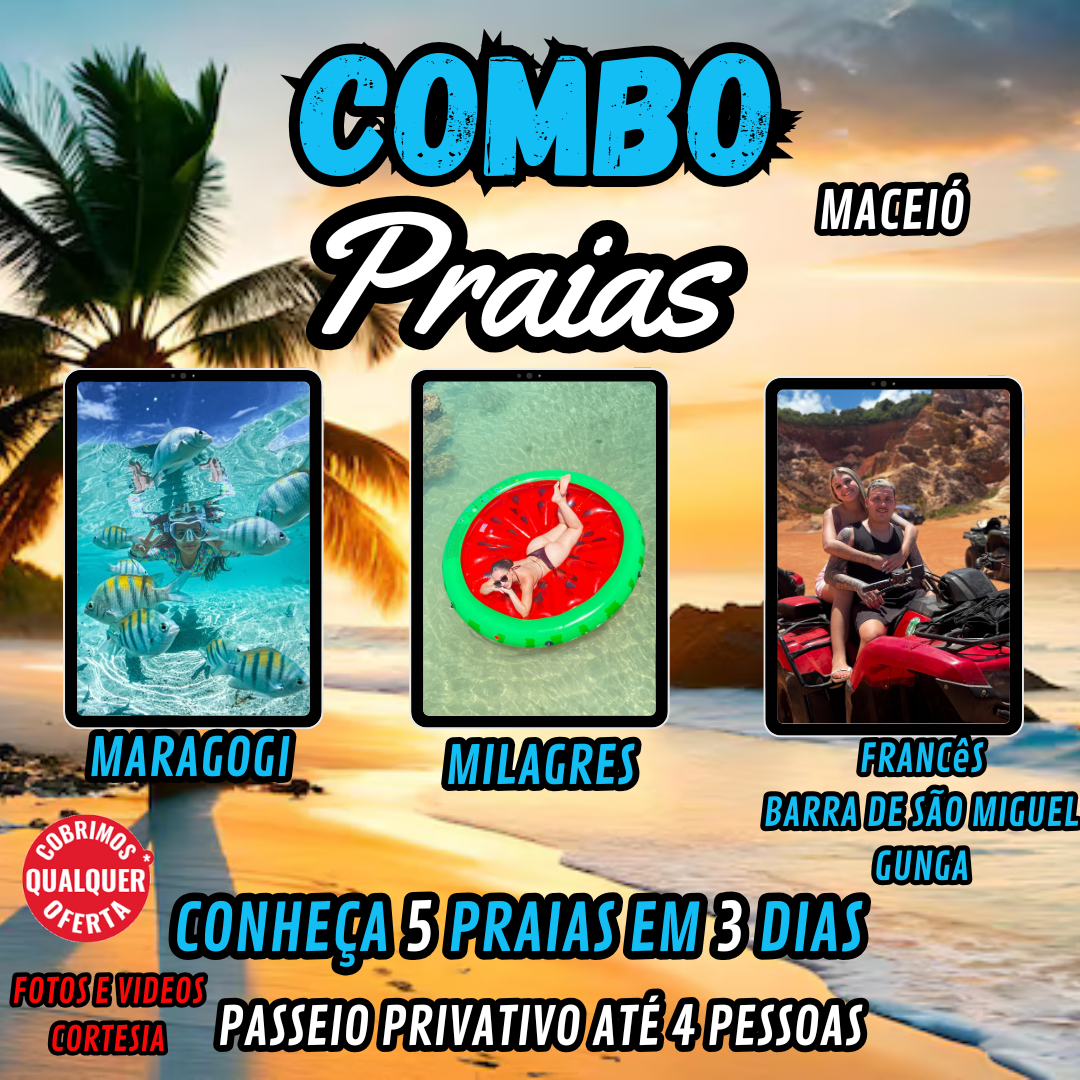 COMBO
Praias
MACEIÓ
MARAGOGI
MILAGRES
FRANCêS
BARRA DE SÃO MIGUEL
GUNGA
COBRIMOS
QUALQUER*
OFERTA
CONHEÇA 5 PRAIAS EM 3 DIAS
FOTOS E VIDEOS
CORTESIA
PASSEIO PRIVATIVO ATÉ 4 PESSOAS